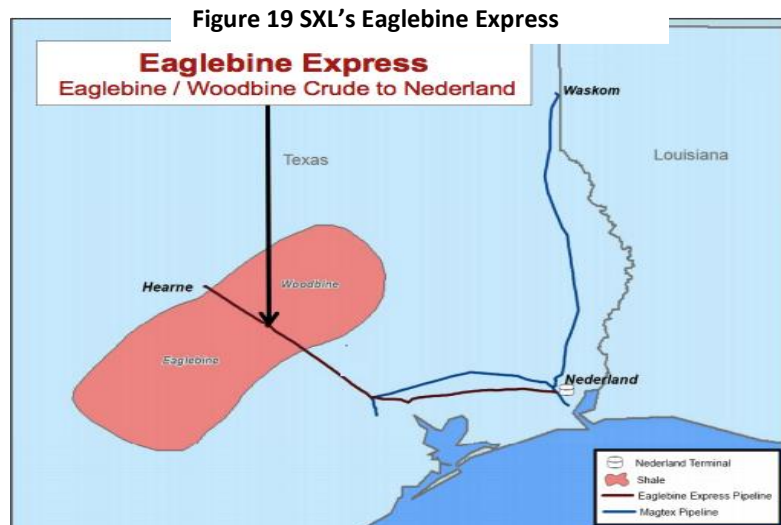 Figure 19 SXL's Eaglebine Express
Eaglebine Express
Eaglebine / Woodbine Crude to Nederland
Waskom
Texas
Louisiana
Hearne
Woodbine
Eaglebine
Nederland
Nederland Terminal
Shale
Eaglebine Express Pipeline
Magtex Pipeline